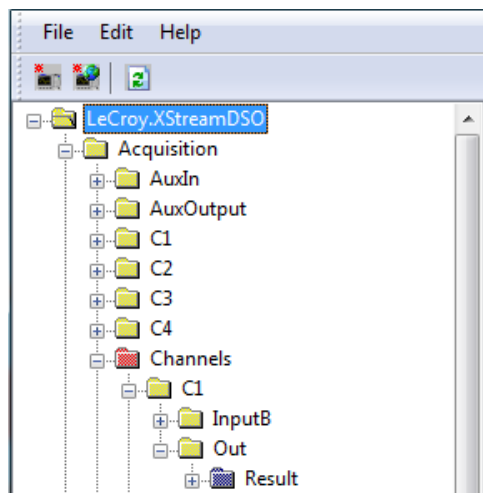 File Edit Help
LeCroy.XStreamDSO
Acquisition
AuxIn
AuxOutput
C1
C2
C3
C4
Channels
C1
InputB
Out
Result